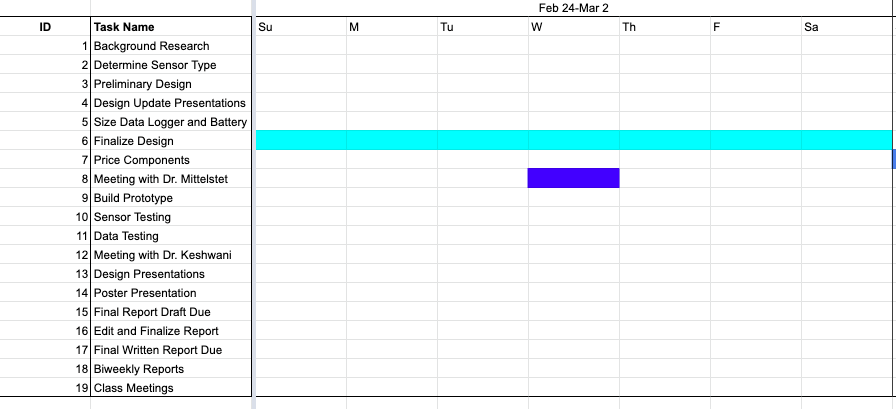 Feb 24-Mar 2
ID Task Name Su M Tu W Th F Sa
1 Background Research
2 Determine Sensor Type
3 Preliminary Design
4 Design Update Presentations
5 Size Data Logger and Battery
6 Finalize Design
7 Price Components
8 Meeting with Dr. Mittelstet
9 Build Prototype
10 Sensor Testing
11 Data Testing
12 Meeting with Dr. Keshwani
13 Design Presentations
14 Poster Presentation
15 Final Report Draft Due
16 Edit and Finalize Report
17 Final Written Report Due
18 Biweekly Reports
19 Class Meetings